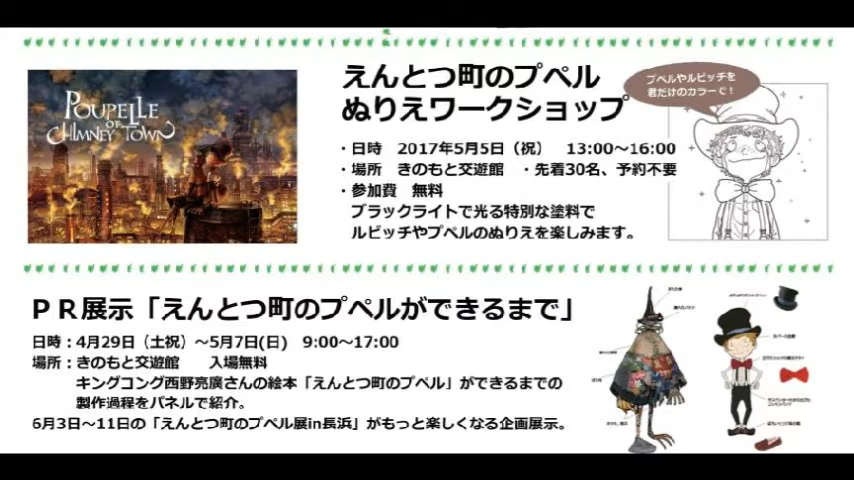 POUPELLE
OF
CHIMNEY TOWN
えんとつ町のプペル
ぬりえワークショップ
プペルやルビッチを
君だけのカラーで！
・日時　2017年5月5日（祝）　13:00～16:00
・場所　きのもと交遊館　・先着30名、予約不要
・参加費　無料
ブラックライトで光る特別な塗料で
ルビッチやプペルのぬりえを楽しみます。
ＰＲ展示「えんとつ町のプペルができるまで」
日時：4月29日（土祝）～5月7日(日)　9:00～17:00
場所：きのもと交遊館　　入場無料
キングコング西野亮廣さんの絵本「えんとつ町のプペル」ができるまでの
製作過程をパネルで紹介。
6月3日～11日の「えんとつ町のプペル展in長浜」がもっと楽しくなる企画展示。